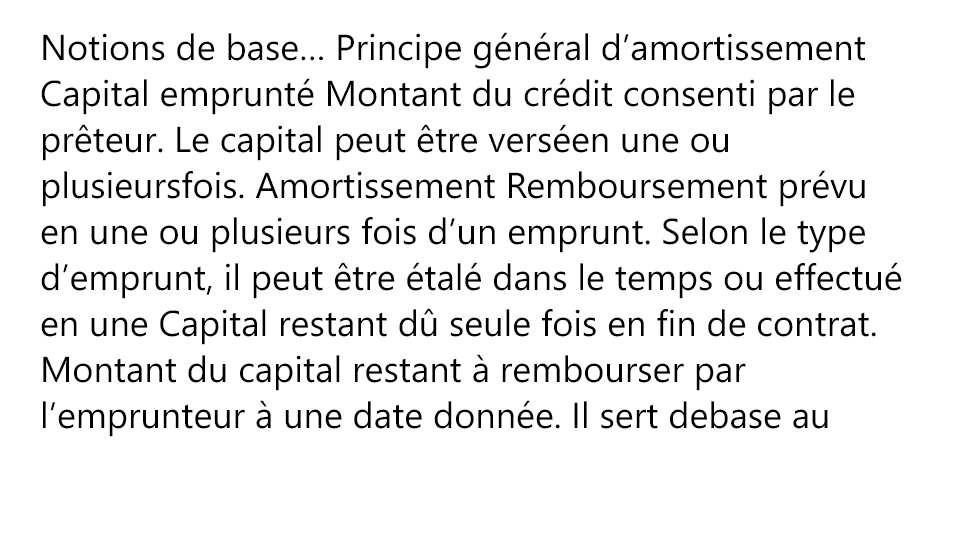 Notions de base… Principe général d’amortissement
Capital emprunté Montant du crédit consenti par le
prêteur. Le capital peut être verséen une ou
plusieursfois. Amortissement Remboursement prévu
en une ou plusieurs fois d’un emprunt. Selon le type
d’emprunt, il peut être étalé dans le temps ou effectué
en une Capital restant dû seule fois en fin de contrat.
Montant du capital restant à rembourser par
l’emprunteur à une date donnée. Il sert debase au